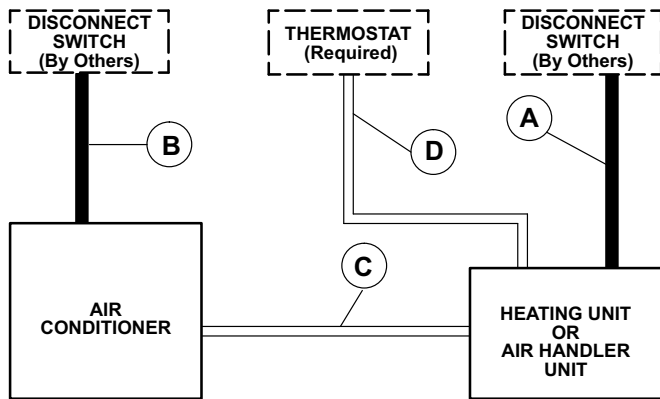 DISCONNECT
SWITCH
(By Others)
THERMOSTAT
(Required)
DISCONNECT
SWITCH
(By Others)
A
B
D
C
AIR
CONDITIONER
HEATING UNIT
OR
AIR HANDLER
UNIT